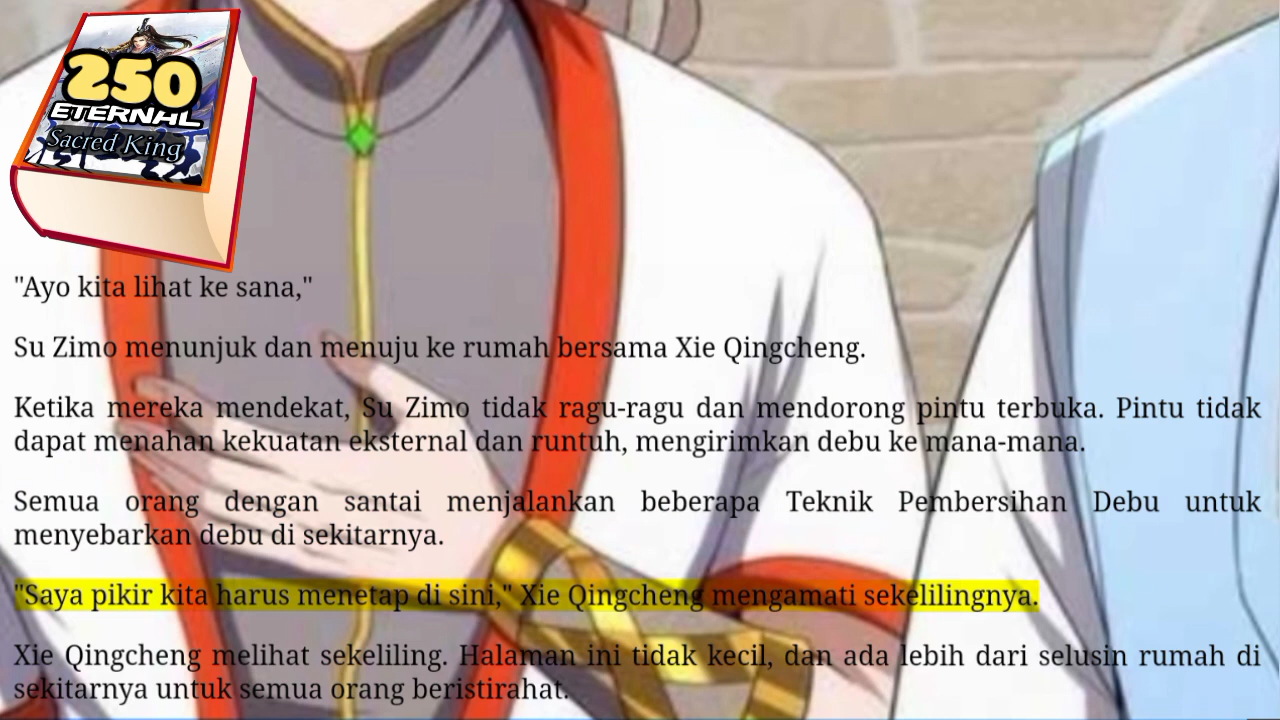 250
ETERNAL
Sacred King
"Ayo kita lihat ke sana,"
Su Zimo menunjuk dan menuju ke rumah bersama Xie Qingcheng.
Ketika mereka mendekat, Su Zimo tidak ragu-ragu dan mendorong pintu terbuka. Pintu tidak
dapat menahan kekuatan eksternal dan runtuh, mengirimkan debu ke mana-mana.
Semua orang dengan santai menjalankan beberapa Teknik Pembersihan Debu untuk
menyebarkan debu di sekitarnya.
"Saya pikir kita harus menetap di sini," Xie Qingcheng mengamati sekelilingnya.
Xie Qingcheng melihat sekeliling. Halaman ini tidak kecil, dan ada lebih dari selusin rumah di
sekitarnya untuk semua orang beristirahat.